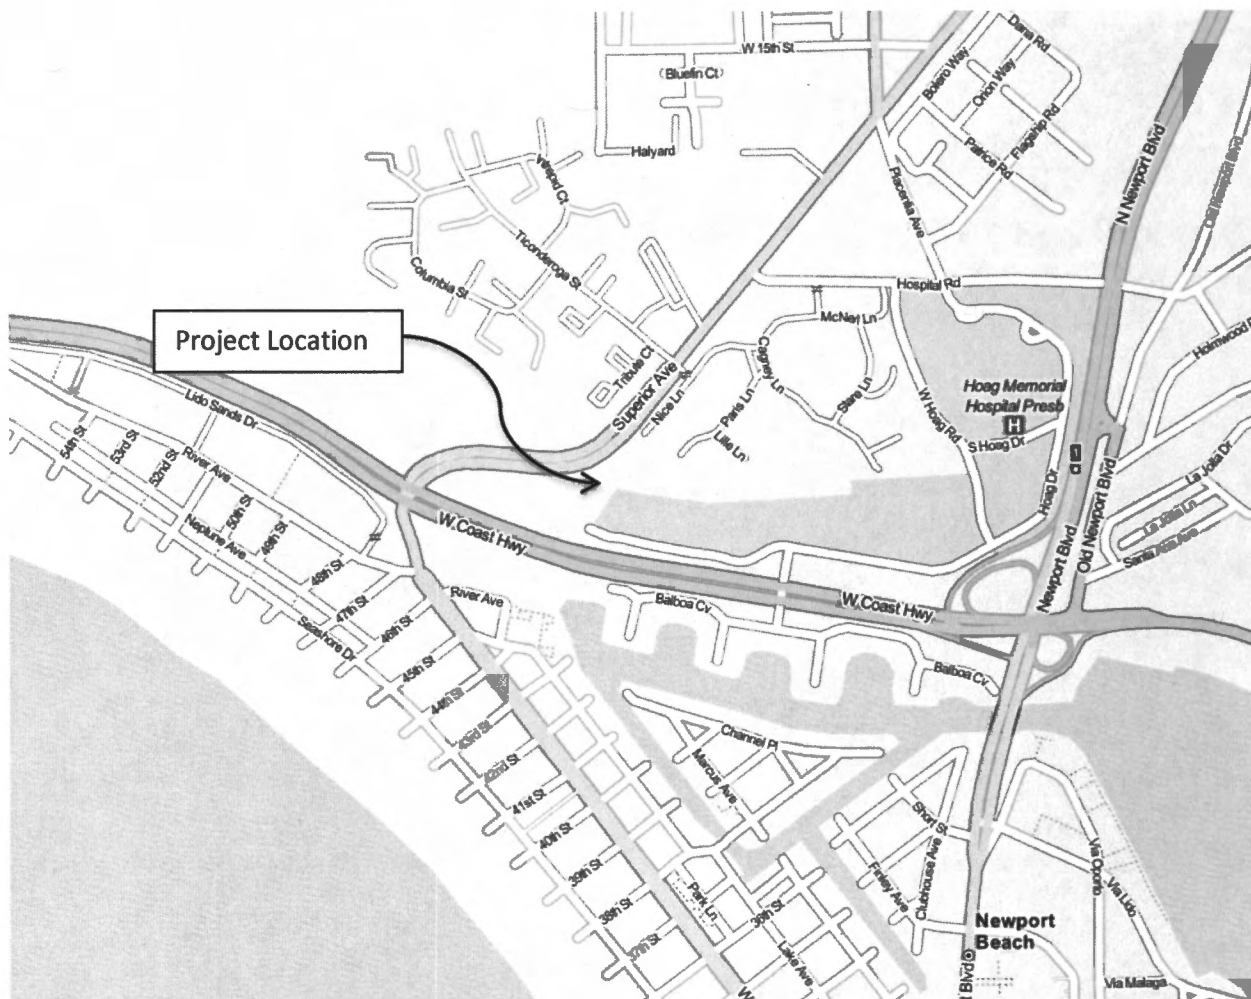 Dana Rd
W 15th St
Bolero Way
Orion Way
(Bluefin Ct)
Flagship Rd
Halyard
Patrice Rd
Intrepid Ct
Placentia Ave
N Newport Blvd
Old Newport Blvd
Ticonderoga St
Columbia St
Hospital Rd
McNeil Ln
Project Location
Tribute Ct
Cagney Ln
Superior Ave
Nice Ln
Paris Ln
Stare Ln
Lille Ln)
W Hoag Rd
Hoag Memorial
Hospital Presb
H
S Hoag Dr
Hoag Dr
Lido Sands Dr
54th St
53rd St
52nd St
River Ave
50th St
49th St
Neptune Ave
48th St
47th St
46th St
45th St
44th St
43rd St
42nd St
41st St
40th St
39th St
38th St
37th St
Seashore Dr
W Coast Hwy
River Ave
Balboa Cv
W Coast Hwy
Balboa Cv
Newport Blvd
Old Newport Blvd
La Jolla Dr
La Jolla Ln
Santa Ana Ave
Channel Pl
Marcus Ave
Short St
Finley Ave
Clubhouse Ave
Via Oporto
Via Lido
Park Ln
36th St
Lake Ave
Newport
Beach
t Blvd
Via Malaga
W